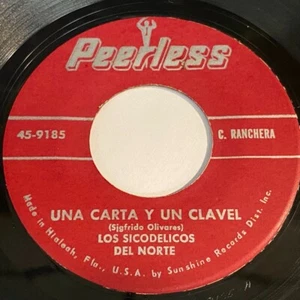 Peerless
45-9185
C. RANCHERA
UNA CARTA Y UN CLAVEL
(Sjgfrido Olivares)
LOS SICODELICOS
DEL NORTE
Made in Hialeah, Fla., U.S.A. by Sunshine Records Dist. Inc.